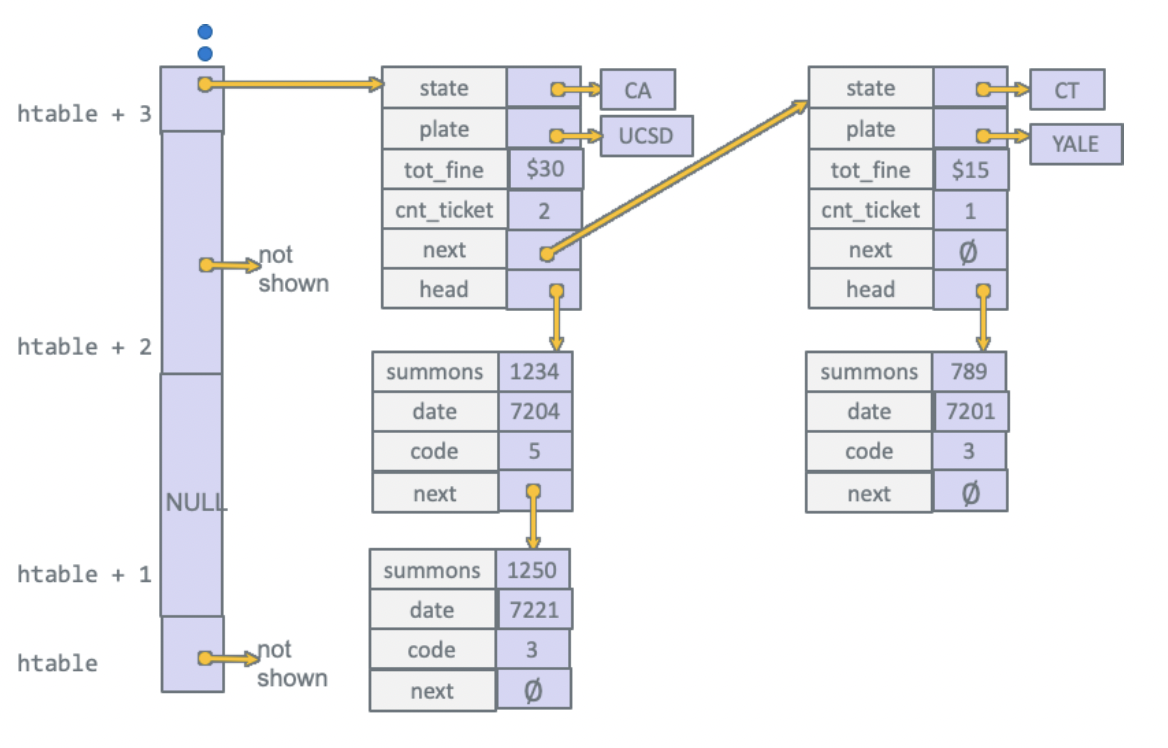 htable + 3
not
shown
htable + 2
NULL
htable + 1
htable
not
shown
state
CA
plate
UCSD
tot_fine $30
cnt_ticket 2
next
head
summons 1234
date 7204
code 5
next
summons 1250
date 7221
code 3
next Ø
state
CT
plate
YALE
tot_fine $15
cnt_ticket 1
next Ø
head
summons 789
date 7201
code 3
next Ø